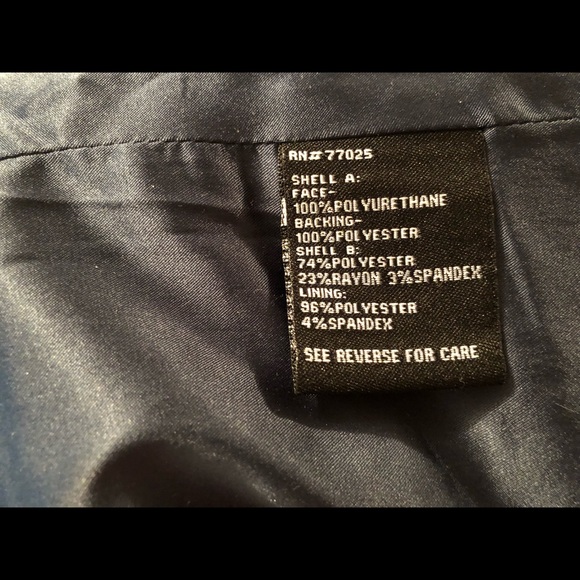 RN#77025
SHELL A:
FACE-
100%POLYURETHANE
BACKING-
100%POLYESTER
SHELL B:
74%POLYESTER
23%RAYON 3%SPANDEX
LINING:
96%POLYESTER
4%SPANDEX
SEE REVERSE FOR CARE